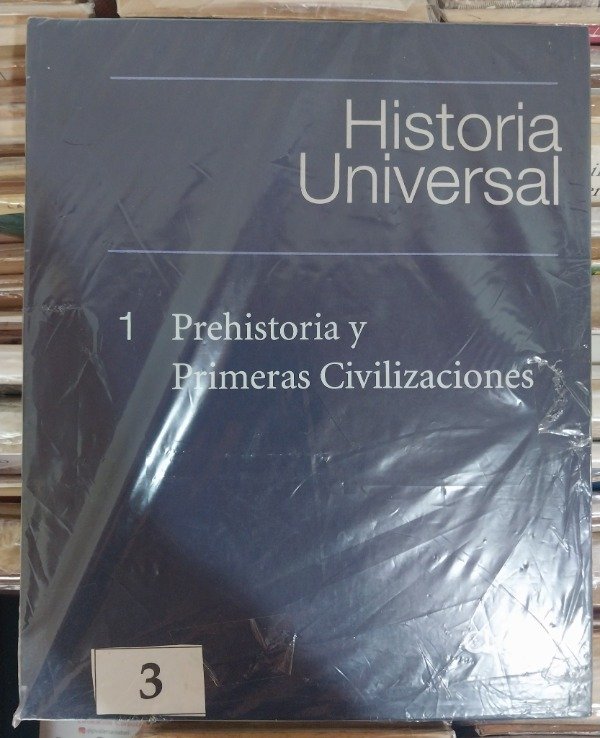 Historia
Universal
1 Prehistoria y
Primeras Civilizaciones
3